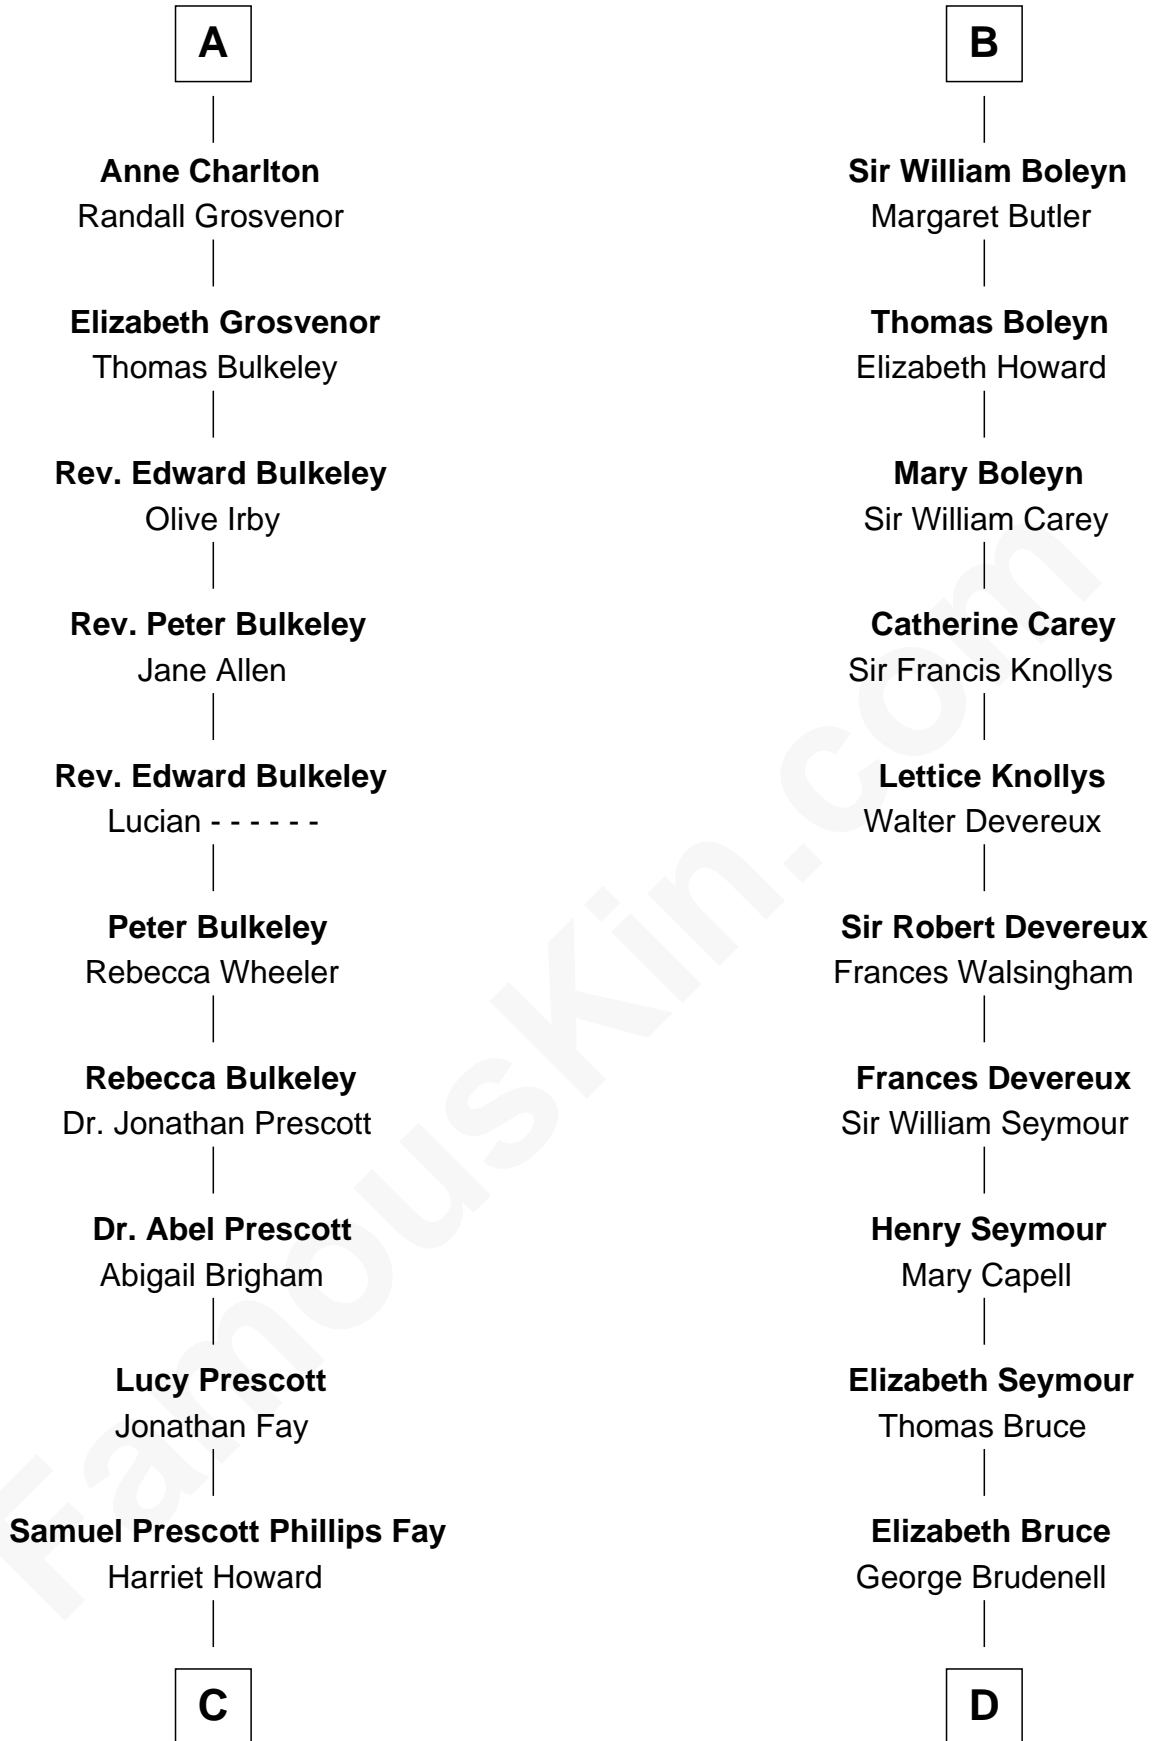 A
Anne Charlton
Randall Grosvenor
Elizabeth Grosvenor
Thomas Bulkeley
Rev. Edward Bulkeley
Olive Irby
Rev. Peter Bulkeley
Jane Allen
Rev. Edward Bulkeley
Lucian - - - - - -
Peter Bulkeley
Rebecca Wheeler
Rebecca Bulkeley
Dr. Jonathan Prescott
Dr. Abel Prescott
Abigail Brigham
Lucy Prescott
Jonathan Fay
Samuel Prescott Phillips Fay
Harriet Howard
C
B
Sir William Boleyn
Margaret Butler
Thomas Boleyn
Elizabeth Howard
Mary Boleyn
Sir William Carey
Catherine Carey
Sir Francis Knollys
Lettice Knollys
Walter Devereux
Sir Robert Devereux
Frances Walsingham
Frances Devereux
Sir William Seymour
Henry Seymour
Mary Capell
Elizabeth Seymour
Thomas Bruce
Elizabeth Bruce
George Brudenell
D
FamousKin.com